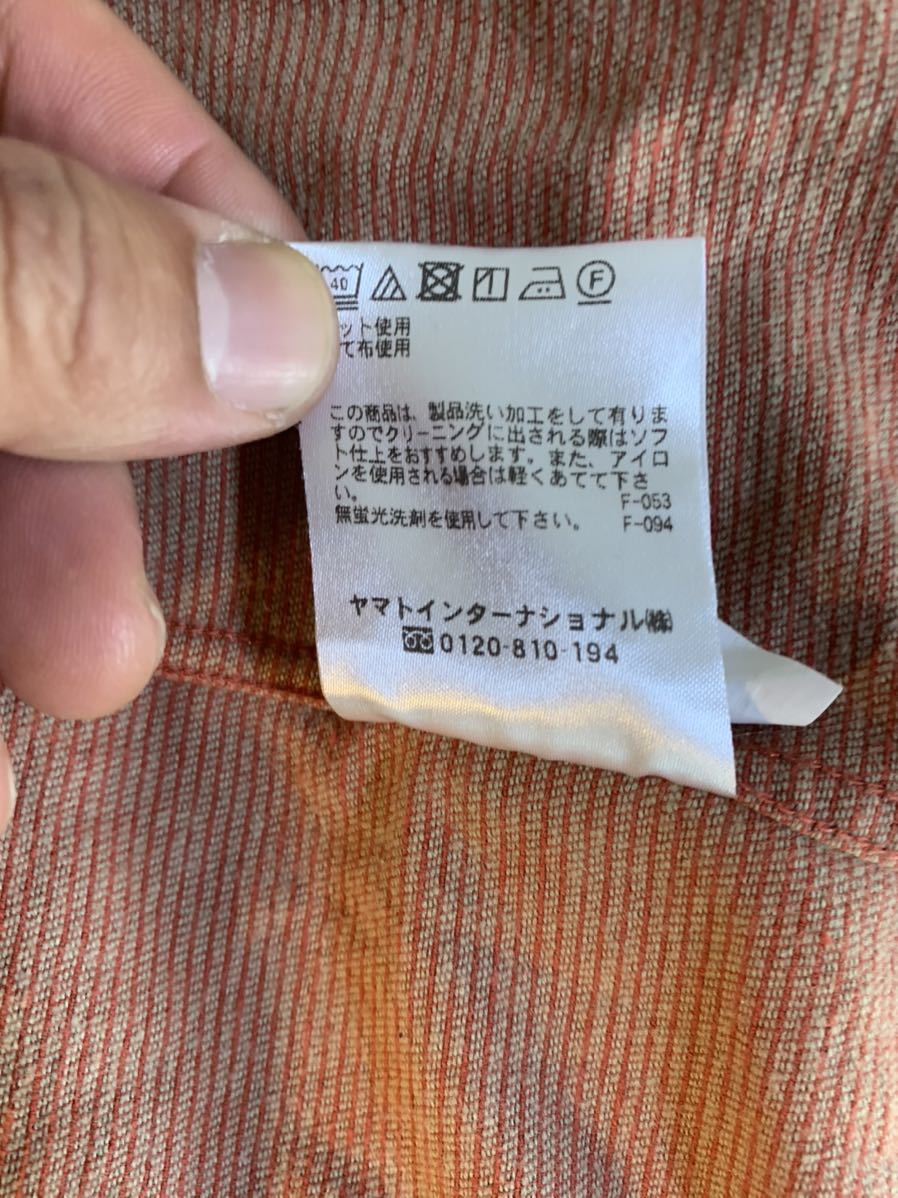 40 F
ット使用
て布使用
この商品は、製品洗い加工をして有りま
すのでクリーニングに出される際はソフ
ト仕上をおすすめします。また、アイロ
ンを使用される場合は軽くあてて下さ
い。 F-053
無蛍光洗剤を使用して下さい。 F-094
ヤマトインターナショナル㈱
0120-810-194